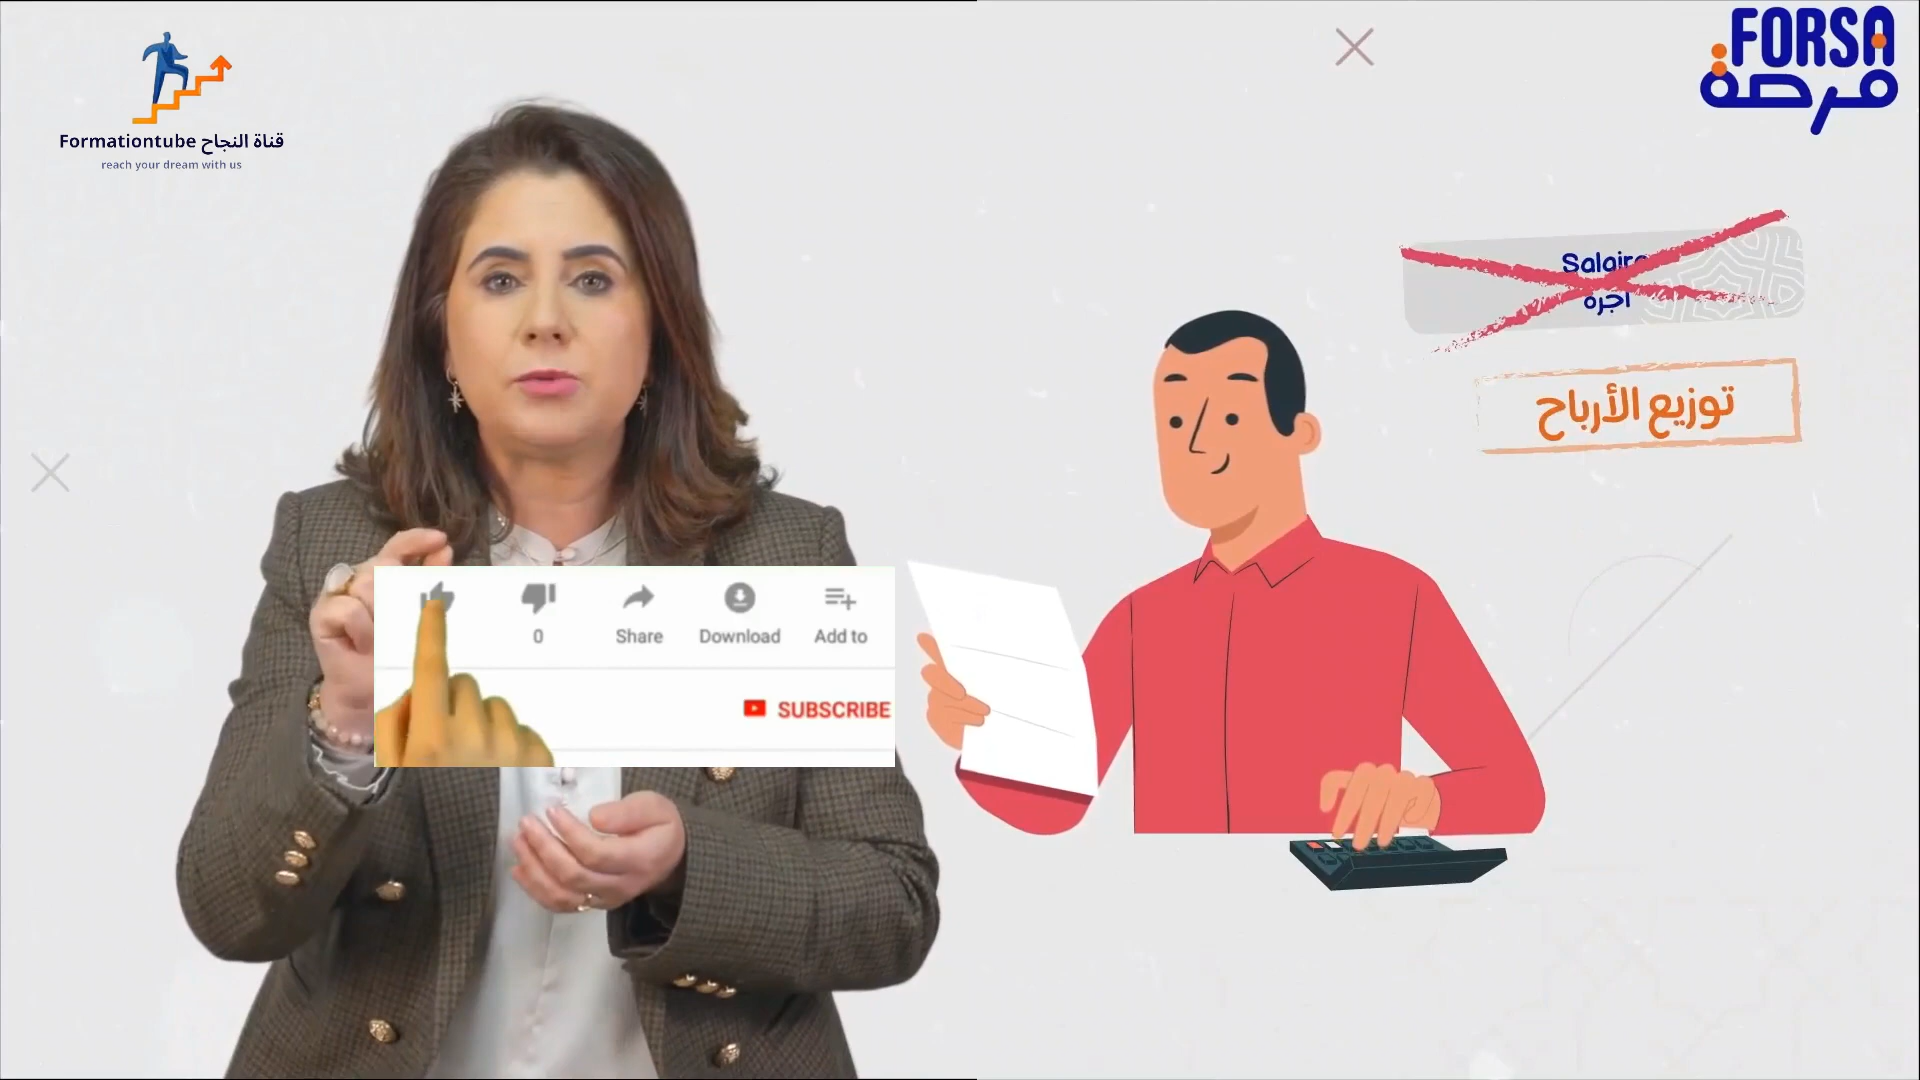 Formationtube قناة النجاح
reach your dream with us
FORSA
فرصة
Salaire
أجرة
توزيع الأرباح
0
Share
Download
Add to
SUBSCRIBE